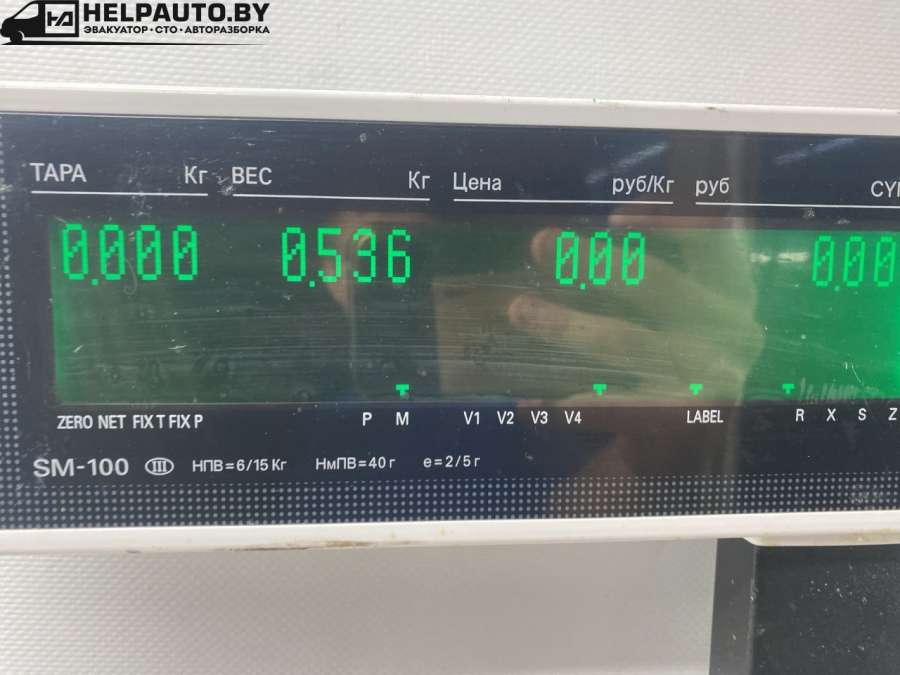 HELPAUTO.BY
ЭВАКУАТОР · СТО · АВТОРАЗБОРКА
ТАРА Кг ВЕС Кг Цена руб/Кг руб
0.000 0.536 0.00 0.00
ZERO NET FIX T FIX P P M V1 V2 V3 V4 LABEL R X S Z
SM-100 III НПВ=6/15 Кг НмПВ=40 г e=2/5 г